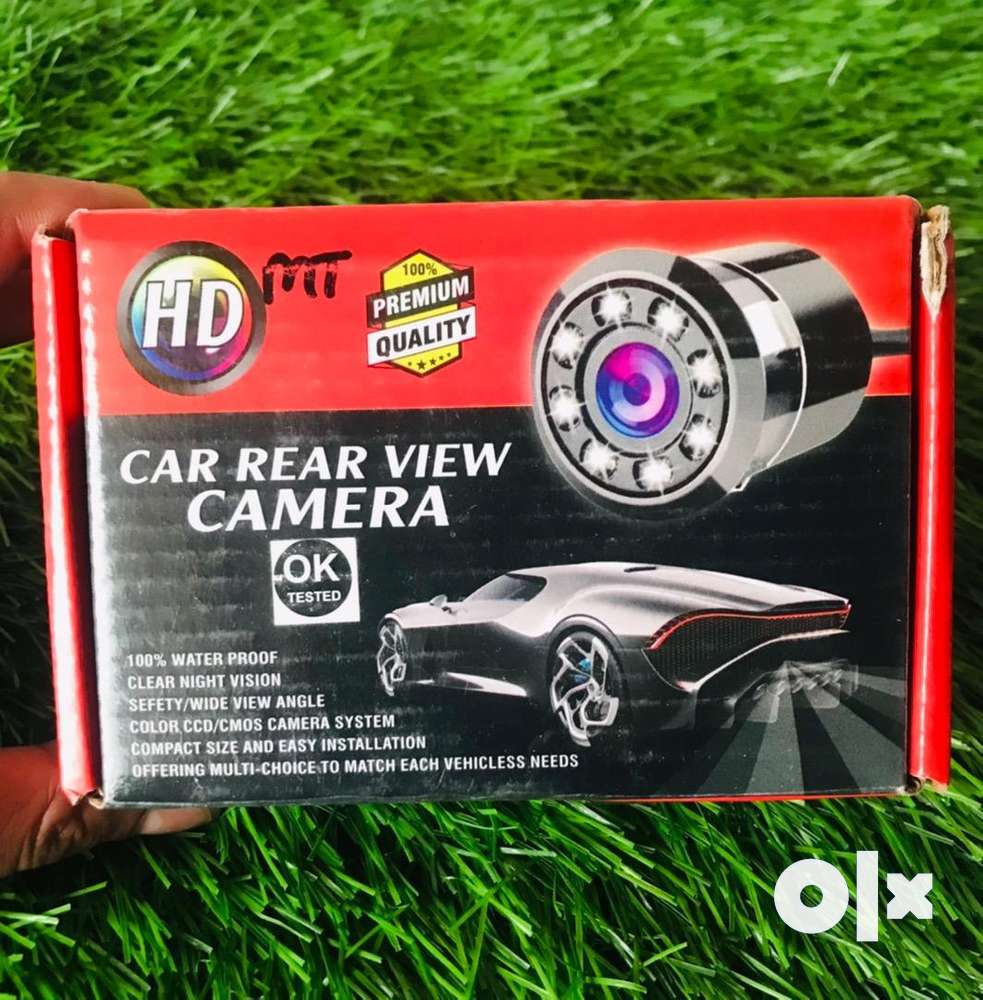 HD
MT
100%
PREMIUM
QUALITY
CAR REAR VIEW
CAMERA
OK
TESTED
100% WATER PROOF
CLEAR NIGHT VISION
SEFETY/WIDE VIEW ANGLE
COLOR CCD/CMOS CAMERA SYSTEM
COMPACT SIZE AND EASY INSTALLATION
OFFERING MULTI-CHOICE TO MATCH EACH VEHICLESS NEEDS
olx